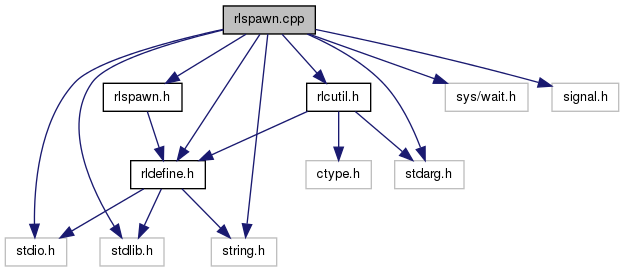 rlspawn.cpp
rlspawn.h
rlcutil.h
sys/wait.h
signal.h
rldefine.h
ctype.h
stdarg.h
stdio.h
stdlib.h
string.h